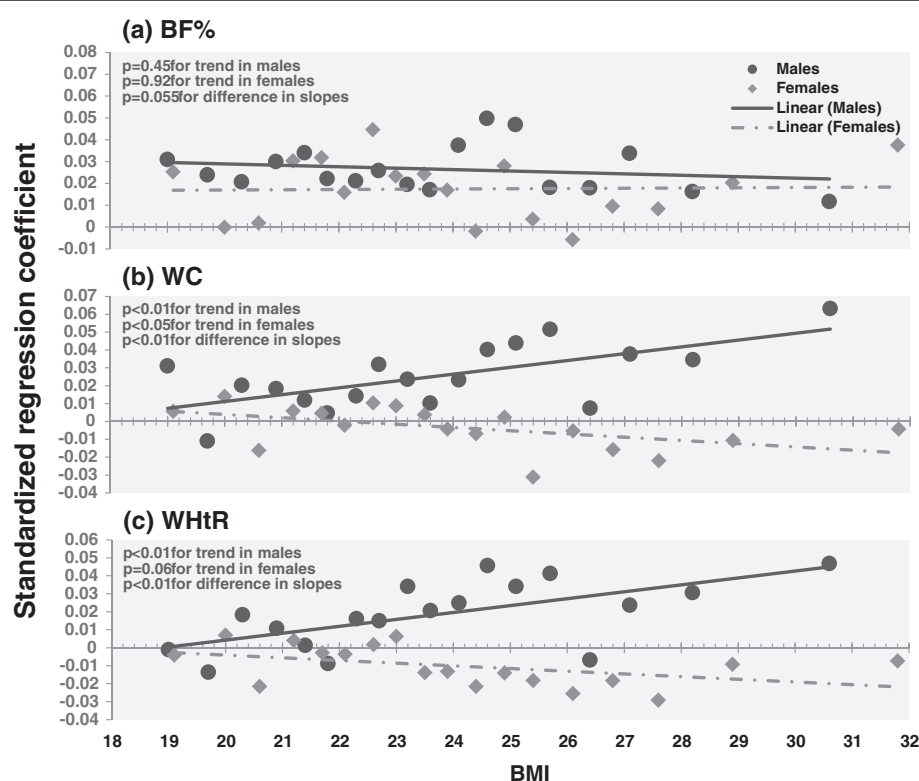 (a) BF%
0.08
0.07
0.06
0.05
0.04
0.03
0.02
0.01
0
-0.01
p=0.45for trend in males
p=0.92for trend in females
p=0.055for difference in slopes
Males
Females
Linear (Males)
Linear (Females)
Standardized regression coefficient
(b) WC
0.07
0.06
0.05
0.04
0.03
0.02
0.01
0
-0.01
-0.02
-0.03
-0.04
p<0.01for trend in males
p<0.05for trend in females
p<0.01for difference in slopes
(c) WHtR
0.06
0.05
0.04
0.03
0.02
0.01
0
-0.01
-0.02
-0.03
-0.04
p<0.01for trend in males
p=0.06for trend in females
p<0.01for difference in slopes
18 19 20 21 22 23 24 25 26 27 28 29 30 31 32
BMI